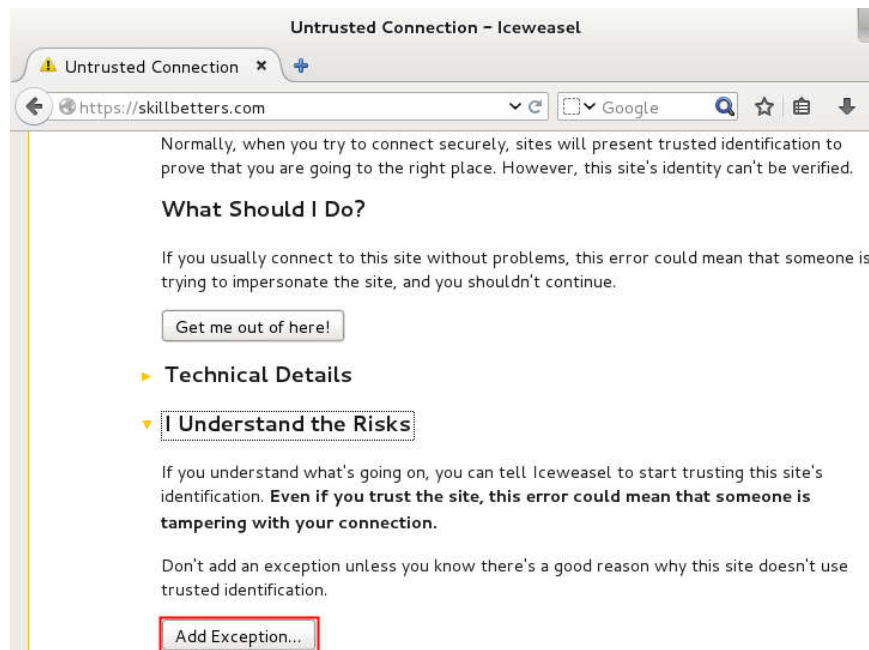 Untrusted Connection - Iceweasel
Untrusted Connection
https://skillbetters.com
Google
Normally, when you try to connect securely, sites will present trusted identification to
prove that you are going to the right place. However, this site's identity can't be verified.
What Should I Do?
If you usually connect to this site without problems, this error could mean that someone is
trying to impersonate the site, and you shouldn't continue.
Get me out of here!
Technical Details
I Understand the Risks
If you understand what's going on, you can tell Iceweasel to start trusting this site's
identification. Even if you trust the site, this error could mean that someone is
tampering with your connection.
Don't add an exception unless you know there's a good reason why this site doesn't use
trusted identification.
Add Exception...